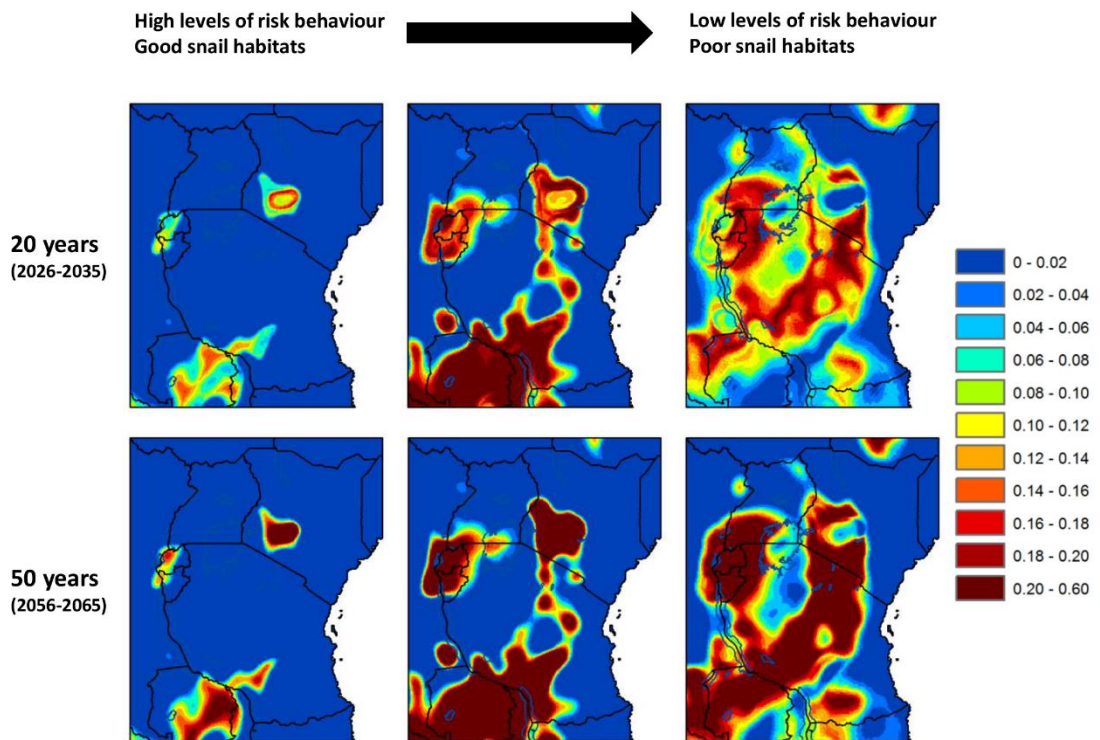 High levels of risk behaviour
Good snail habitats
Low levels of risk behaviour
Poor snail habitats
20 years
(2026-2035)
50 years
(2056-2065)
0 - 0.02
0.02 - 0.04
0.04 - 0.06
0.06 - 0.08
0.08 - 0.10
0.10 - 0.12
0.12 - 0.14
0.14 - 0.16
0.16 - 0.18
0.18 - 0.20
0.20 - 0.60